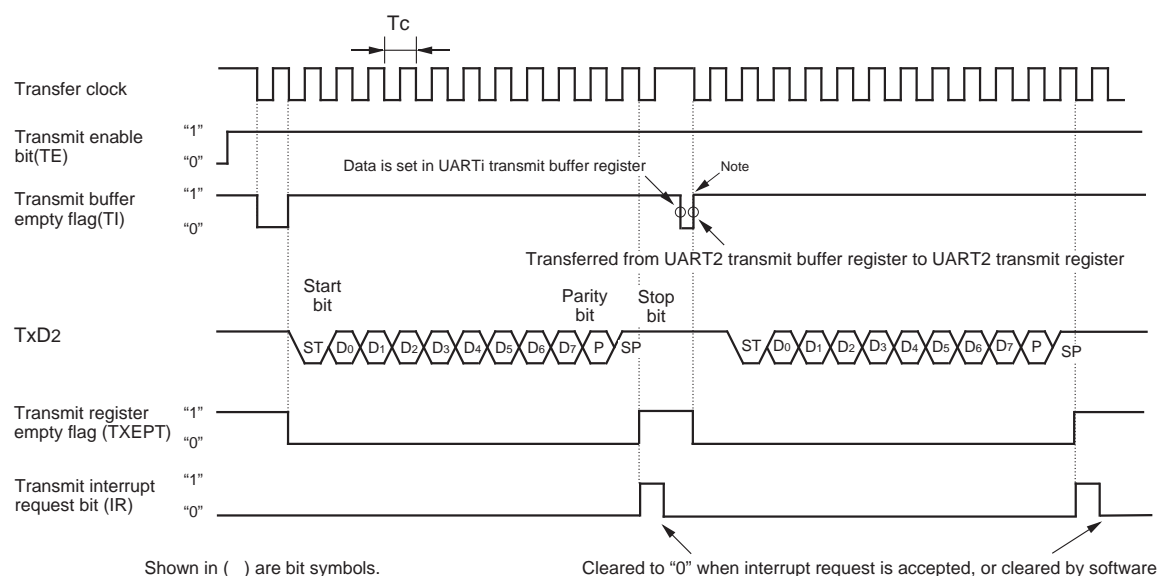 Tc
Transfer clock
Transmit enable
bit(TE)
“1”
“0”
Data is set in UARTi transmit buffer register
Note
Transmit buffer
empty flag(TI)
“1”
“0”
Transferred from UART2 transmit buffer register to UART2 transmit register
Start
bit
Parity
bit
Stop
bit
TxD2
ST D0 D1 D2 D3 D4 D5 D6 D7 P SP
ST D0 D1 D2 D3 D4 D5 D6 D7 P SP
Transmit register
empty flag (TXEPT)
“1”
“0”
Transmit interrupt
request bit (IR)
“1”
“0”
Shown in ( ) are bit symbols.
Cleared to “0” when interrupt request is accepted, or cleared by software